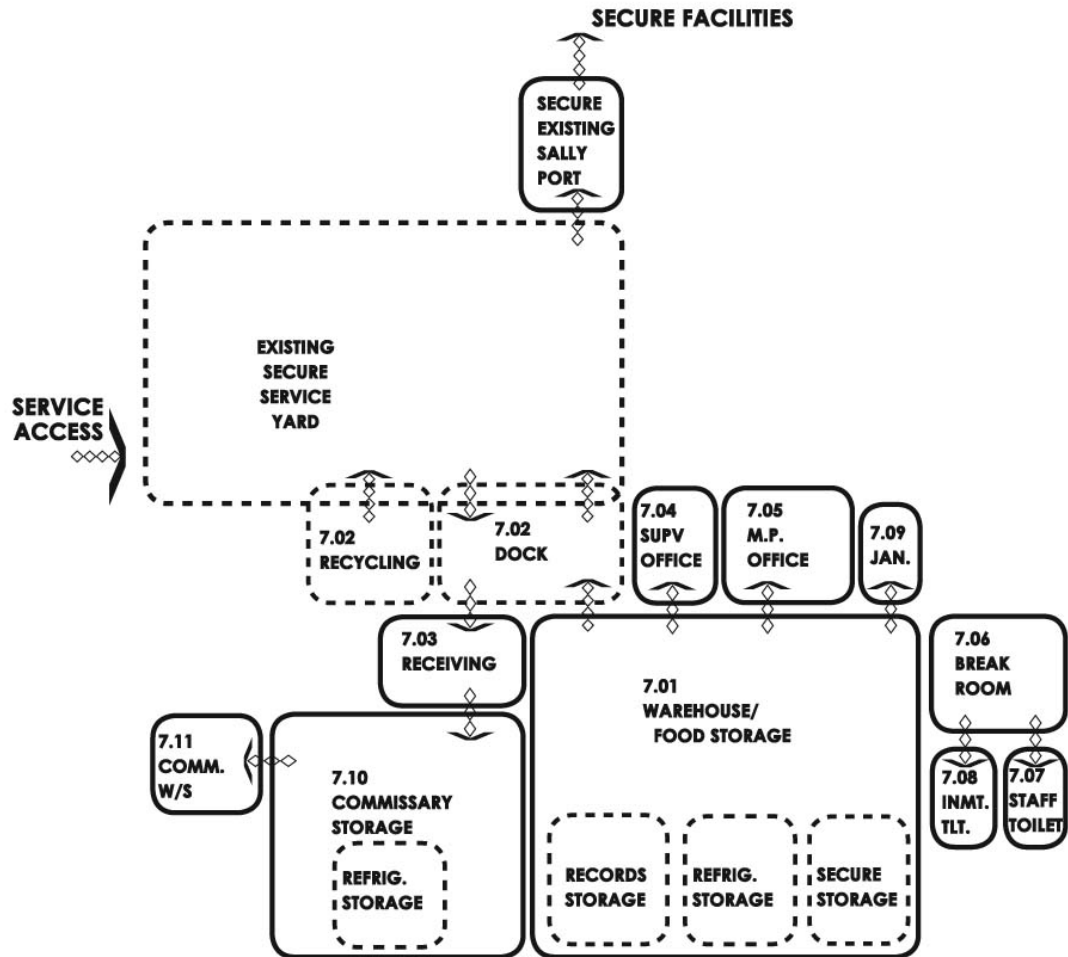 SECURE FACILITIES
SECURE
EXISTING
SALLY
PORT
EXISTING
SECURE
SERVICE
YARD
SERVICE
ACCESS
7.02
RECYCLING
7.02
DOCK
7.04
SUPV
OFFICE
7.05
M.P.
OFFICE
7.09
JAN.
7.03
RECEIVING
7.01
WAREHOUSE/
FOOD STORAGE
7.06
BREAK
ROOM
7.11
COMM.
W/S
7.10
COMMISSARY
STORAGE
7.08
INMT.
TLT.
7.07
STAFF
TOILET
REFRIG.
STORAGE
RECORDS
STORAGE
REFRIG.
STORAGE
SECURE
STORAGE